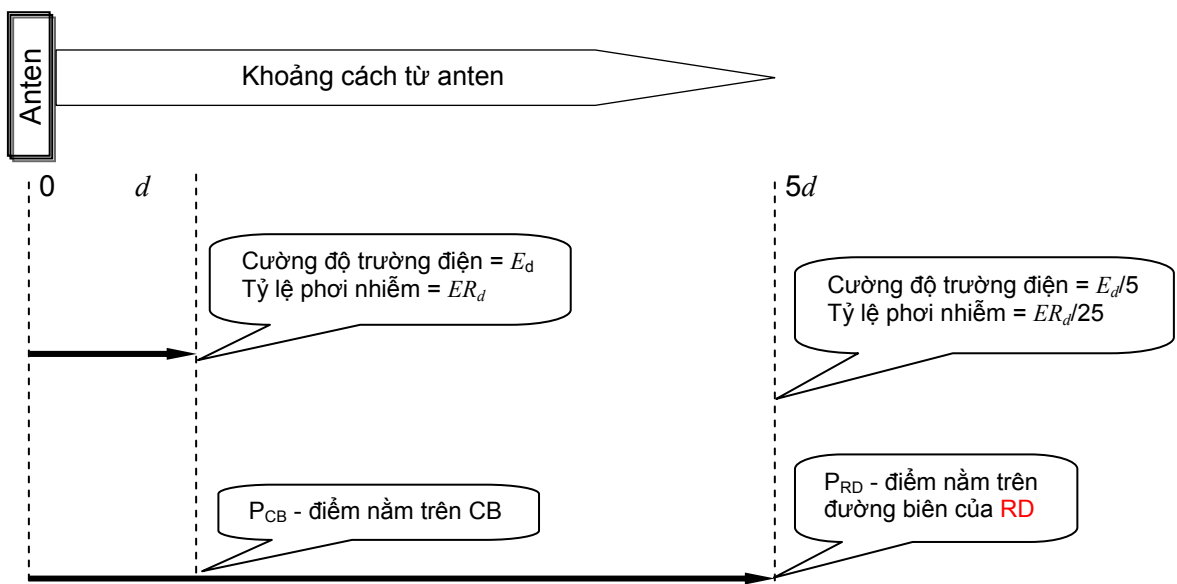 Anten
Khoảng cách từ anten
0
d
5d
Cường độ trường điện = Ed
Tỷ lệ phơi nhiễm = ERd
Cường độ trường điện = Ed/5
Tỷ lệ phơi nhiễm = ERd/25
PCB - điểm nằm trên CB
PRD - điểm nằm trên
đường biên của RD